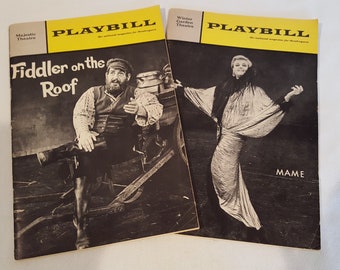 Majestic
Theatre
PLAYBILL
the national magazine for theatregoers
Fiddler on the
Roof
Winter
Garden
Theatre
PLAYBILL
the national magazine for theatregoers
MAME